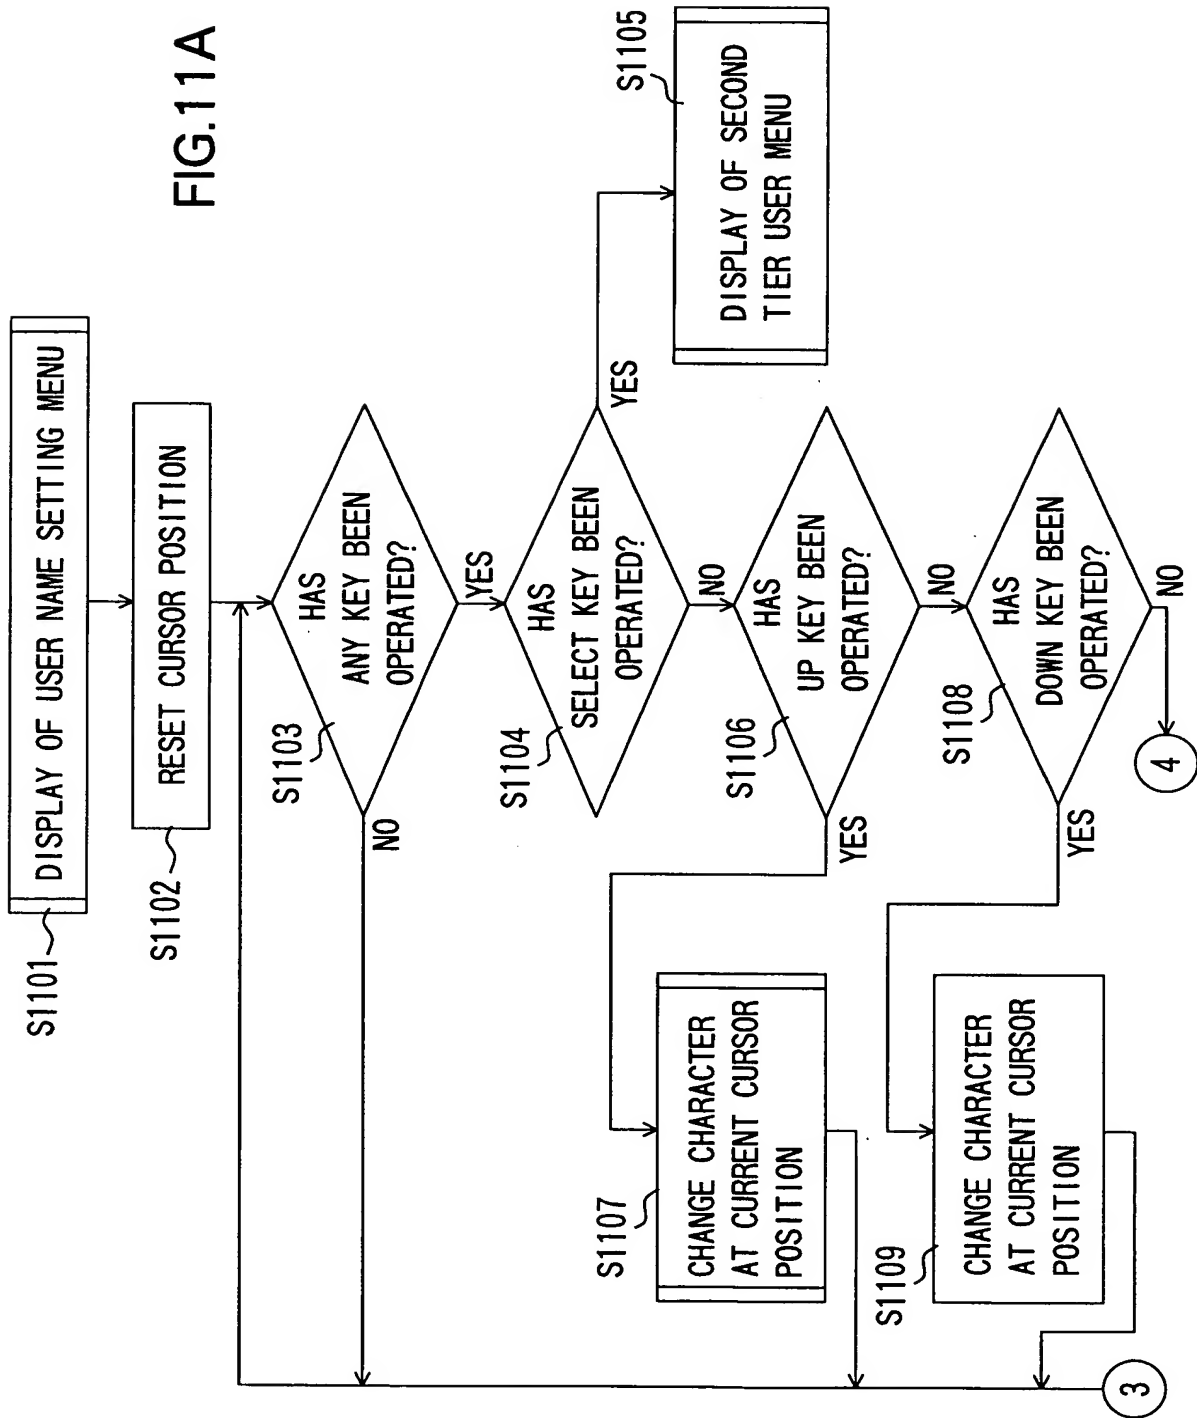 FIG.11A
S1101
DISPLAY OF USER NAME SETTING MENU
S1102
RESET CURSOR POSITION
S1103
HAS
ANY KEY BEEN
OPERATED?
NO
YES
S1104
HAS
SELECT KEY BEEN
OPERATED?
YES
NO
S1105
DISPLAY OF SECOND
TIER USER MENU
S1106
HAS
UP KEY BEEN
OPERATED?
YES
NO
S1107
CHANGE CHARACTER
AT CURRENT CURSOR
POSITION
S1108
HAS
DOWN KEY BEEN
OPERATED?
YES
NO
S1109
CHANGE CHARACTER
AT CURRENT CURSOR
POSITION
3
4